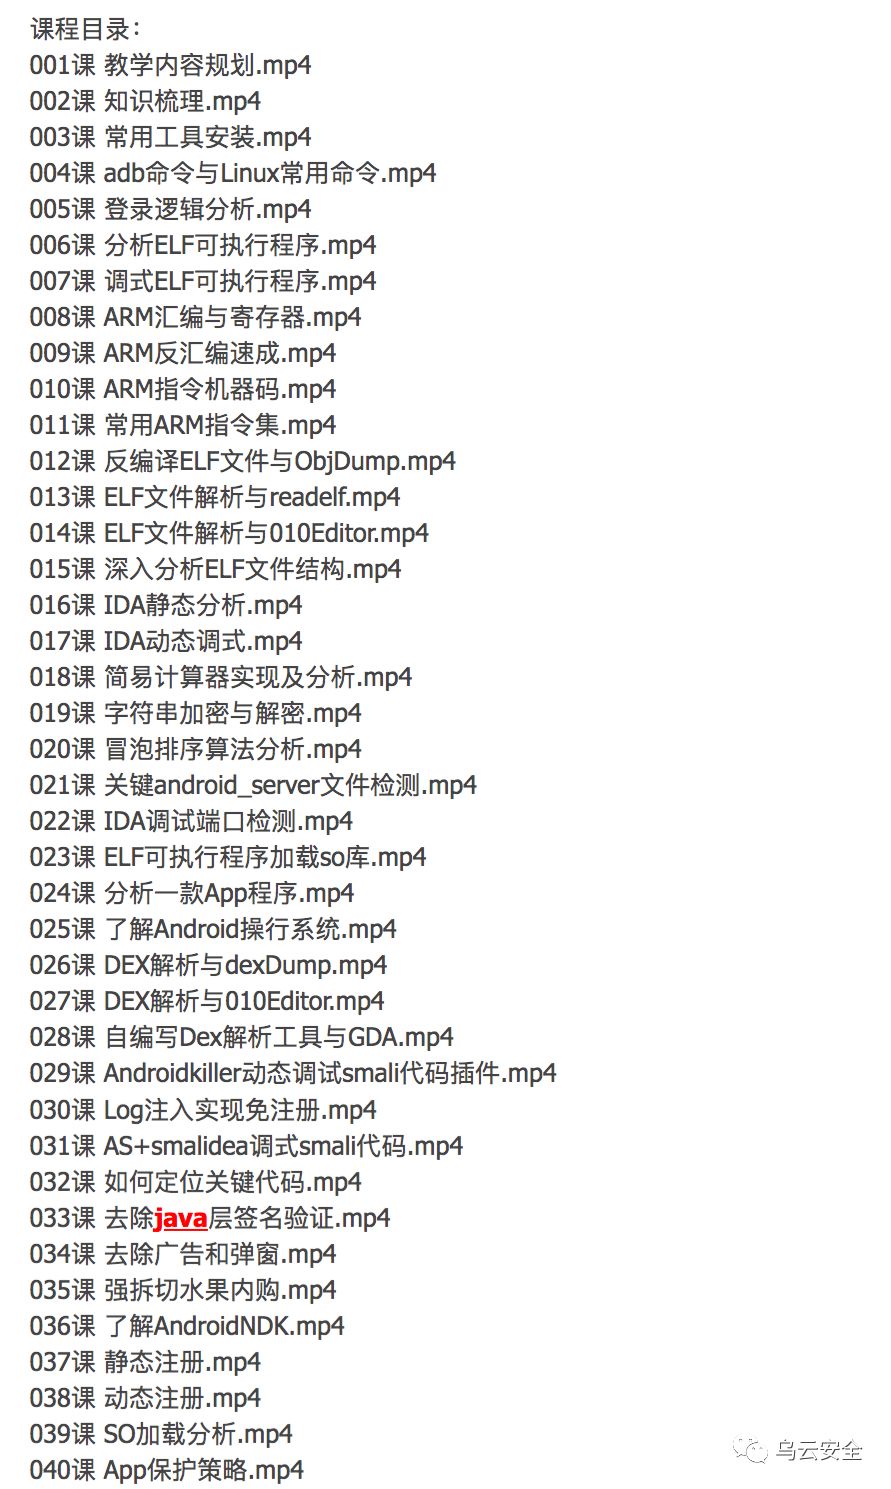 课程目录：
001课 教学内容规划.mp4
002课 知识梳理.mp4
003课 常用工具安装.mp4
004课 adb命令与Linux常用命令.mp4
005课 登录逻辑分析.mp4
006课 分析ELF可执行程序.mp4
007课 调式ELF可执行程序.mp4
008课 ARM汇编与寄存器.mp4
009课 ARM反汇编速成.mp4
010课 ARM指令机器码.mp4
011课 常用ARM指令集.mp4
012课 反编译ELF文件与ObjDump.mp4
013课 ELF文件解析与readelf.mp4
014课 ELF文件解析与010Editor.mp4
015课 深入分析ELF文件结构.mp4
016课 IDA静态分析.mp4
017课 IDA动态调式.mp4
018课 简易计算器实现及分析.mp4
019课 字符串加密与解密.mp4
020课 冒泡排序算法分析.mp4
021课 关键android_server文件检测.mp4
022课 IDA调试端口检测.mp4
023课 ELF可执行程序加载so库.mp4
024课 分析一款App程序.mp4
025课 了解Android操行系统.mp4
026课 DEX解析与dexDump.mp4
027课 DEX解析与010Editor.mp4
028课 自编写Dex解析工具与GDA.mp4
029课 Androidkiller动态调试smali代码插件.mp4
030课 Log注入实现免注册.mp4
031课 AS+smalidea调式smali代码.mp4
032课 如何定位关键代码.mp4
033课 去除java层签名验证.mp4
034课 去除广告和弹窗.mp4
035课 强拆切水果内购.mp4
036课 了解AndroidNDK.mp4
037课 静态注册.mp4
038课 动态注册.mp4
039课 SO加载分析.mp4
040课 App保护策略.mp4
乌云安全